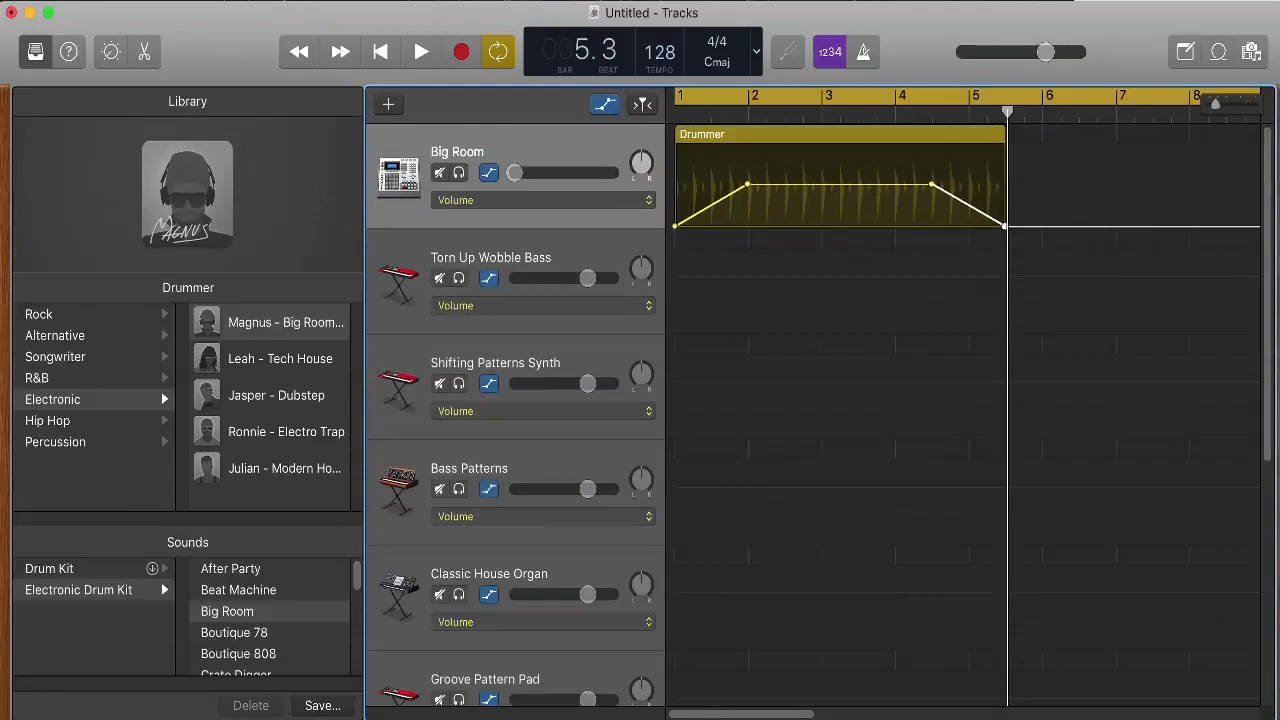 Untitled - Tracks
5.3
BAR
BEAT
128
TEMPO
4/4
Cmaj
1234
Library
MAGNUS
Drummer
Rock
Alternative
Songwriter
R&B
Electronic
Hip Hop
Percussion
Magnus - Big Room...
Leah - Tech House
Jasper - Dubstep
Ronnie - Electro Trap
Julian - Modern Ho...
Sounds
Drum Kit
Electronic Drum Kit
After Party
Beat Machine
Big Room
Boutique 78
Boutique 808
Crate Digger
Delete
Save...
1 2 3 4 5 6 7 8
Big Room
L R
Volume
Torn Up Wobble Bass
L R
Volume
Shifting Patterns Synth
L R
Volume
Bass Patterns
L R
Volume
Classic House Organ
L R
Volume
Groove Pattern Pad
L R
Drummer